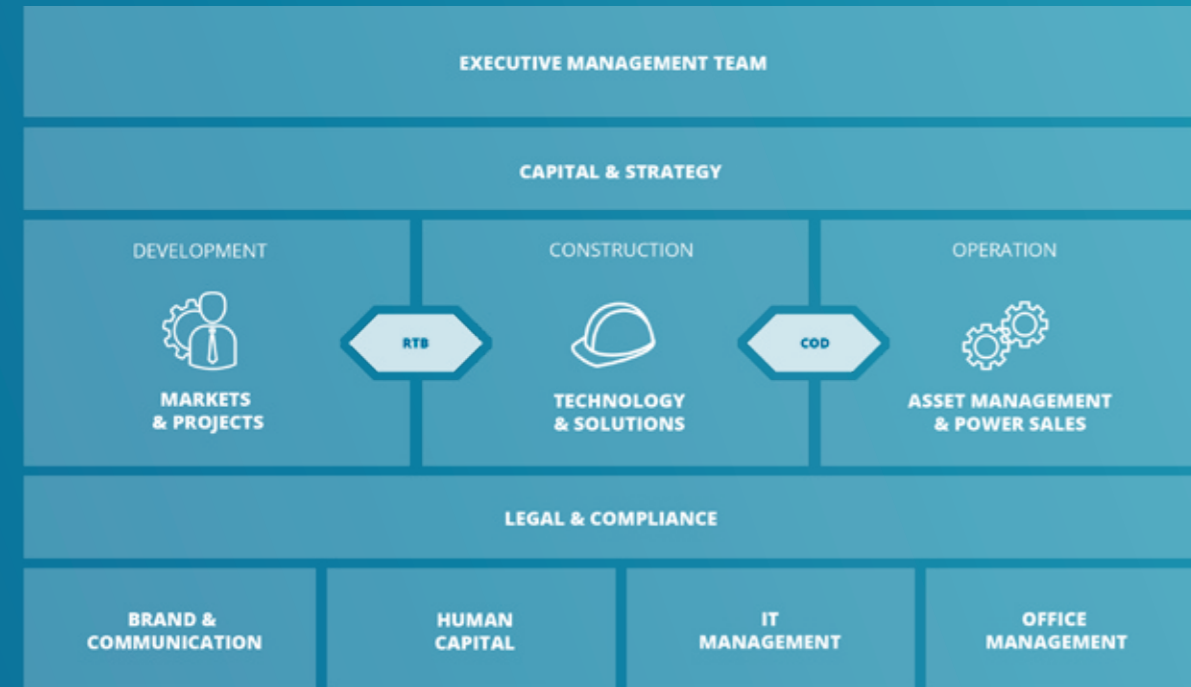 EXECUTIVE MANAGEMENT TEAM
CAPITAL & STRATEGY
DEVELOPMENT
MARKETS
& PROJECTS
RTB
CONSTRUCTION
TECHNOLOGY
& SOLUTIONS
COD
OPERATION
ASSET MANAGEMENT
& POWER SALES
LEGAL & COMPLIANCE
BRAND &
COMMUNICATION
HUMAN
CAPITAL
IT
MANAGEMENT
OFFICE
MANAGEMENT